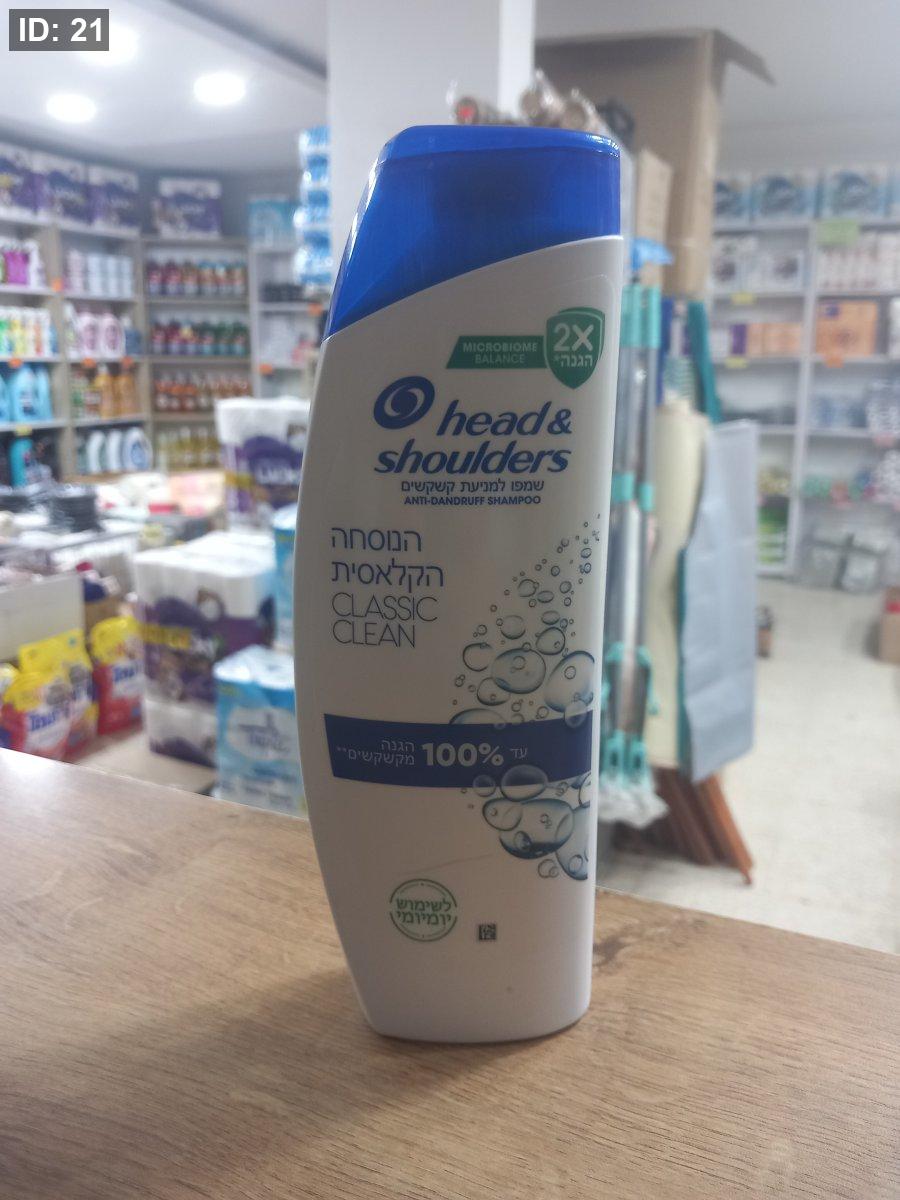 ID: 21
MICROBIOME
BALANCE
2X
הגנה*
head &
shoulders
שמפו למניעת קשקשים
ANTI-DANDRUFF SHAMPOO
הנוסחה
הקלאסית
CLASSIC
CLEAN
עד 100% הגנה
מקשקשים**
לשימוש
יומיומי